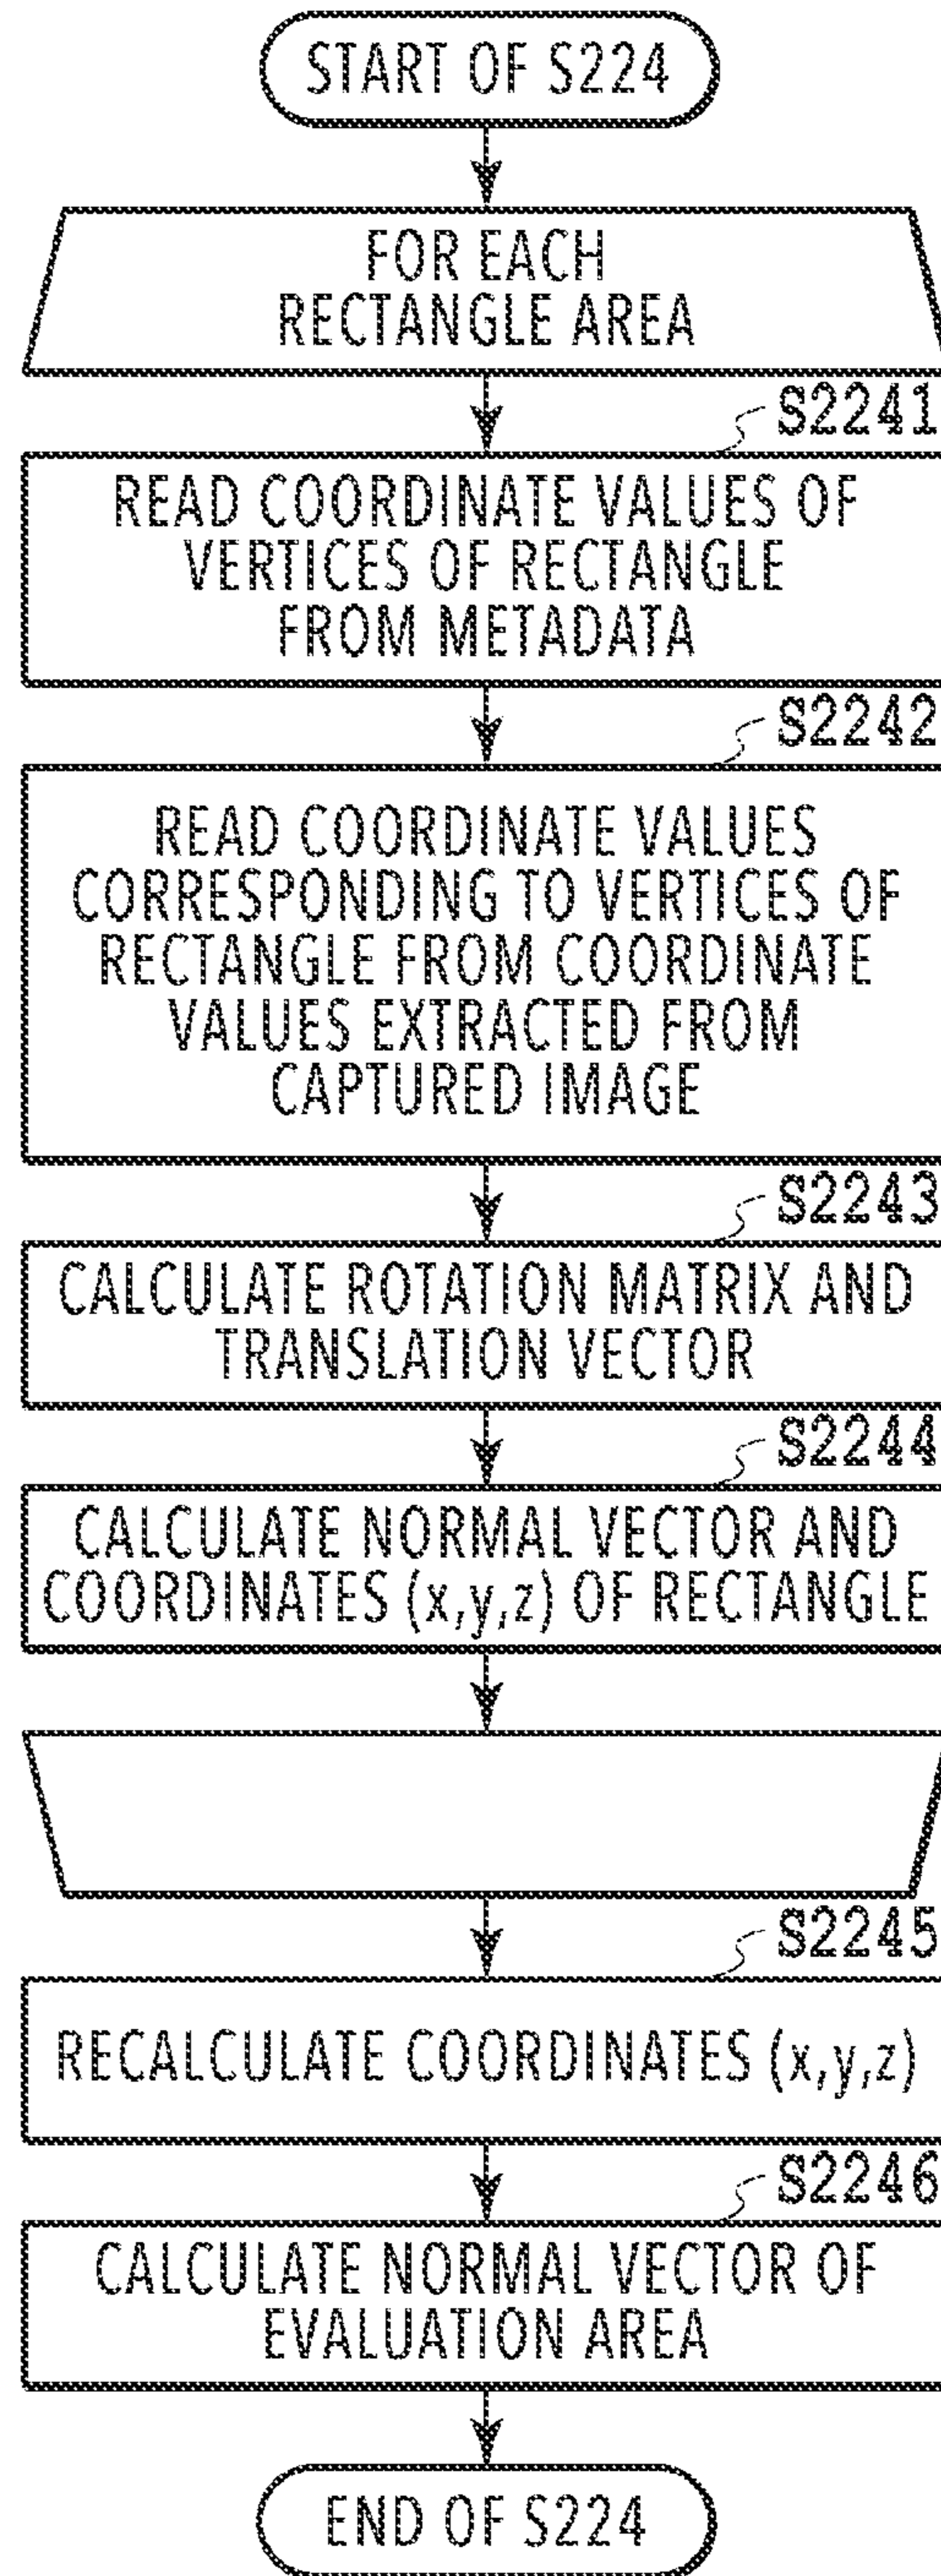 START OF S224
FOR EACH
RECTANGLE AREA
S2241
READ COORDINATE VALUES OF
VERTICES OF RECTANGLE
FROM METADATA
S2242
READ COORDINATE VALUES
CORRESPONDING TO VERTICES OF
RECTANGLE FROM COORDINATE
VALUES EXTRACTED FROM
CAPTURED IMAGE
S2243
CALCULATE ROTATION MATRIX AND
TRANSLATION VECTOR
S2244
CALCULATE NORMAL VECTOR AND
COORDINATES (x,y,z) OF RECTANGLE
S2245
RECALCULATE COORDINATES (x,y,z)
S2246
CALCULATE NORMAL VECTOR OF
EVALUATION AREA
END OF S224